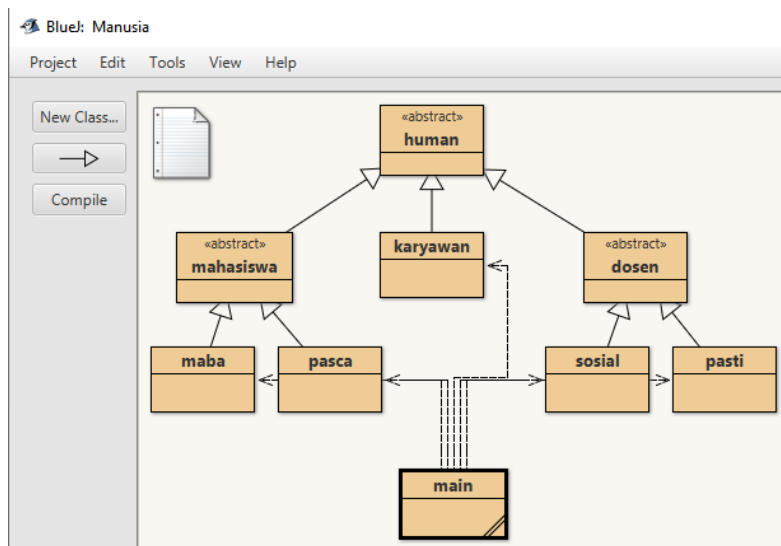 BlueJ: Manusia
Project Edit Tools View Help
New Class...
Compile
«abstract»
human
«abstract»
mahasiswa
karyawan
«abstract»
dosen
maba
pasca
sosial
pasti
main